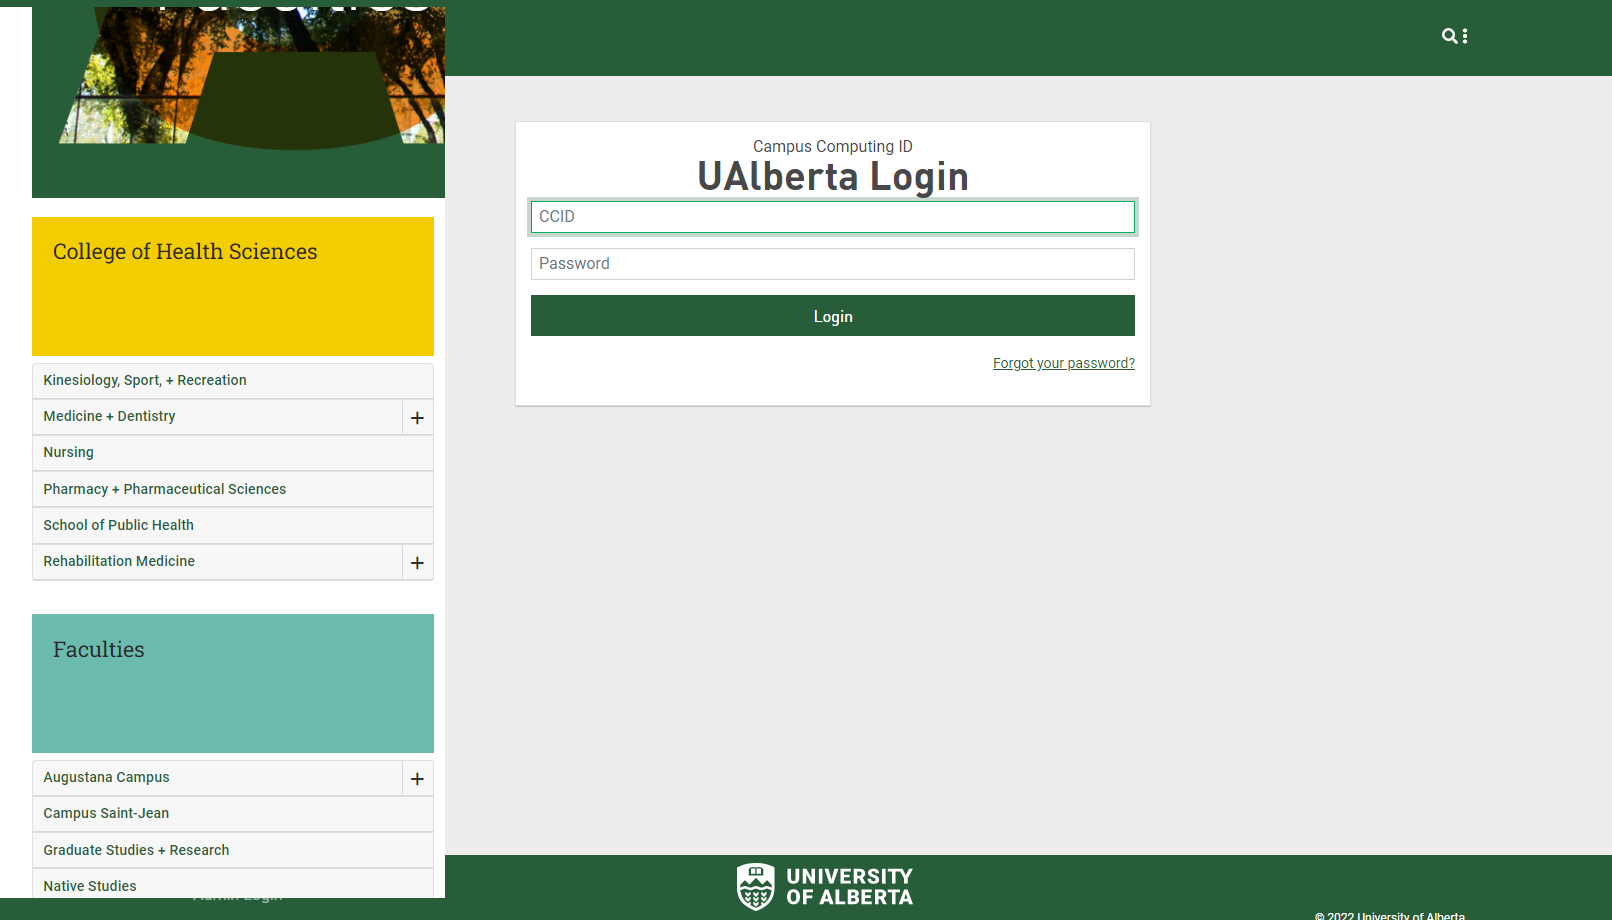 College of Health Sciences
Kinesiology, Sport, + Recreation
Medicine + Dentistry
+
Nursing
Pharmacy + Pharmaceutical Sciences
School of Public Health
Rehabilitation Medicine
+
Faculties
Augustana Campus
+
Campus Saint-Jean
Graduate Studies + Research
Native Studies
Campus Computing ID
UAlberta Login
CCID
Password
Login
Forgot your password?
UNIVERSITY
OF ALBERTA
© 2022 University of Alberta